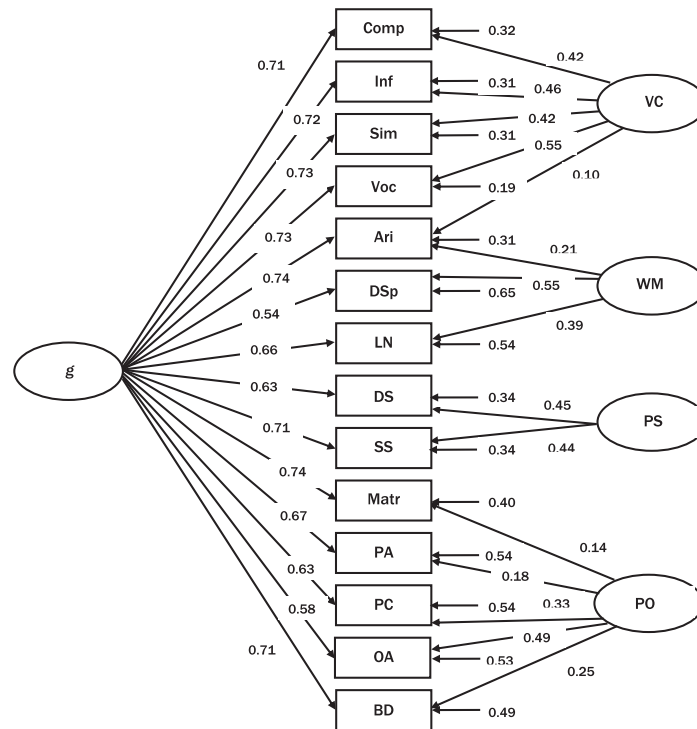 Comp
0.32
0.71
0.42
Inf
0.31
0.46
VC
0.72
0.42
Sim
0.31
0.73
0.55
Voc
0.19
0.10
0.73
Ari
0.31
0.21
0.74
DSp
0.55
WM
0.65
0.54
0.39
LN
0.54
0.66
g
0.63
DS
0.34
0.45
PS
0.71
SS
0.34
0.44
0.74
Matr
0.40
0.67
0.14
PA
0.54
0.63
0.18
PC
0.54
0.33
PO
0.58
0.49
OA
0.53
0.71
0.25
BD
0.49